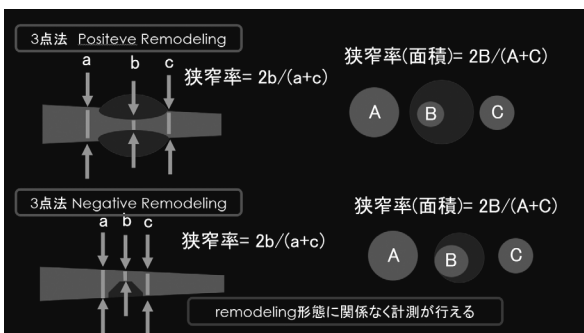 3点法 Positeve Remodeling
a
b
c
狭窄率= 2b/(a+c)
狭窄率(面積)= 2B/(A+C)
A
B
C
3点法 Negative Remodeling
a
b
c
狭窄率= 2b/(a+c)
狭窄率(面積)= 2B/(A+C)
A
B
C
remodeling形態に関係なく計測が行える